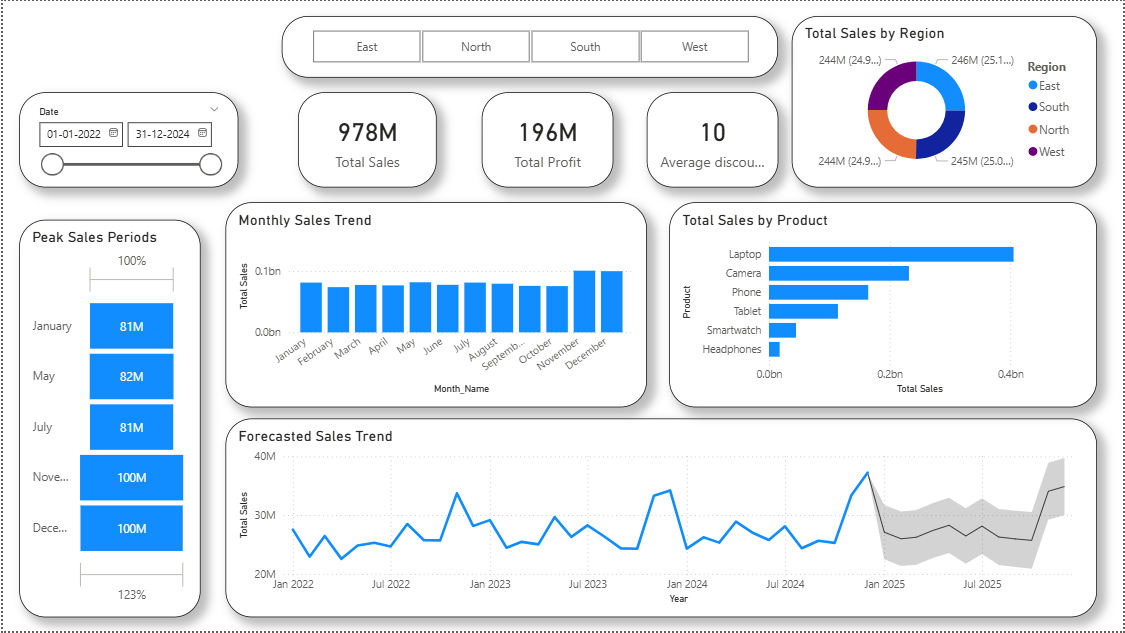 East North South West
Date
01-01-2022 31-12-2024
978M
Total Sales
196M
Total Profit
10
Average discou...
Total Sales by Region
244M (24.9...) 246M (25.1...)
244M (24.9...) 245M (25.0...)
Region
East
South
North
West
Peak Sales Periods
100%
January 81M
May 82M
July 81M
Nove... 100M
Dece... 100M
123%
Monthly Sales Trend
Total Sales
0.1bn
0.0bn
January February March April May June July August Septemb... October November December
Month_Name
Total Sales by Product
Product
Laptop
Camera
Phone
Tablet
Smartwatch
Headphones
0.0bn 0.2bn 0.4bn
Total Sales
Forecasted Sales Trend
Total Sales
40M
30M
20M
Jan 2022 Jul 2022 Jan 2023 Jul 2023 Jan 2024 Jul 2024 Jan 2025 Jul 2025
Year